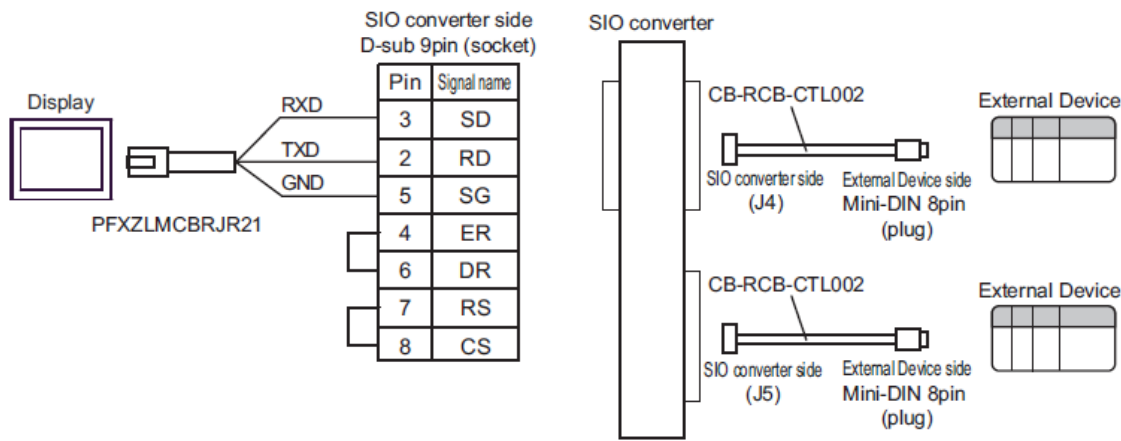 SIO converter side
D-sub 9pin (socket)
Pin Signal name
Display
RXD
3 SD
TXD
2 RD
GND
5 SG
PFXZLMCBRJR21
4 ER
6 DR
7 RS
8 CS
SIO converter
CB-RCB-CTL002
External Device
SIO converter side
(J4)
External Device side
Mini-DIN 8pin
(plug)
CB-RCB-CTL002
External Device
SIO converter side
(J5)
External Device side
Mini-DIN 8pin
(plug)